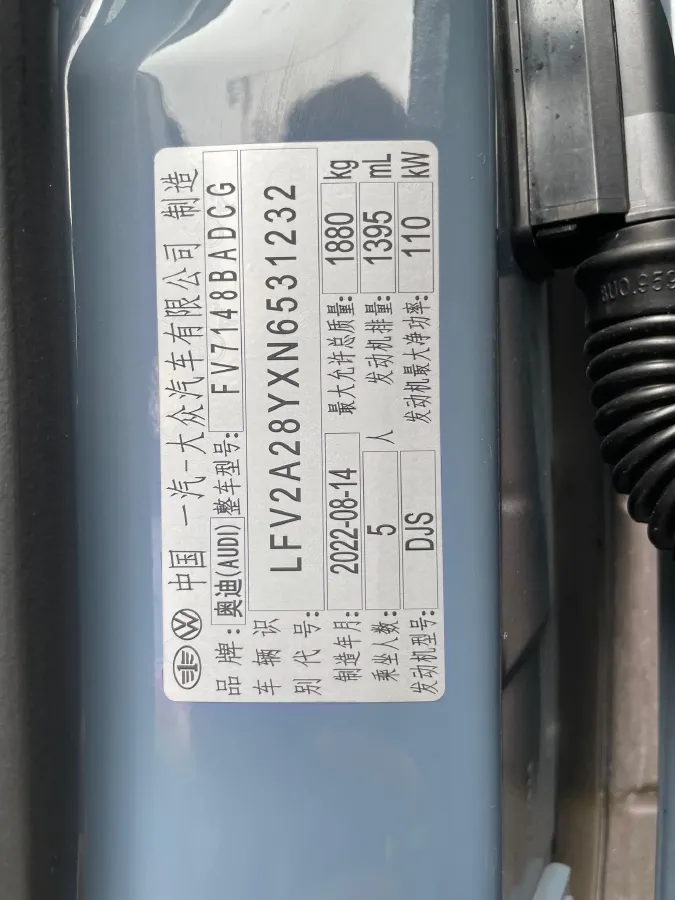 中国 一汽-大众汽车有限公司 制造
品牌: 奥迪(AUDI) 整车型号: FV7148BADCG
车辆识别代号: LFV2A28YXN6531232
制造年月: 2022-08-14 最大允许总质量: 1880 kg
乘坐人数: 5 人 发动机排量: 1395 mL
发动机型号: DJS 发动机最大净功率: 110 kW
8U0.959